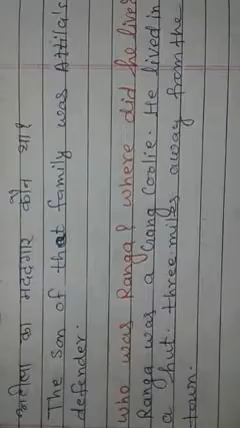 अतीला का मददगार कौन था?
The son of that family was Attila's
defender.
who was Ranga? where did he lived
Ranga was a Gang Coolie. He lived in
a hut. three miles away from the
town.